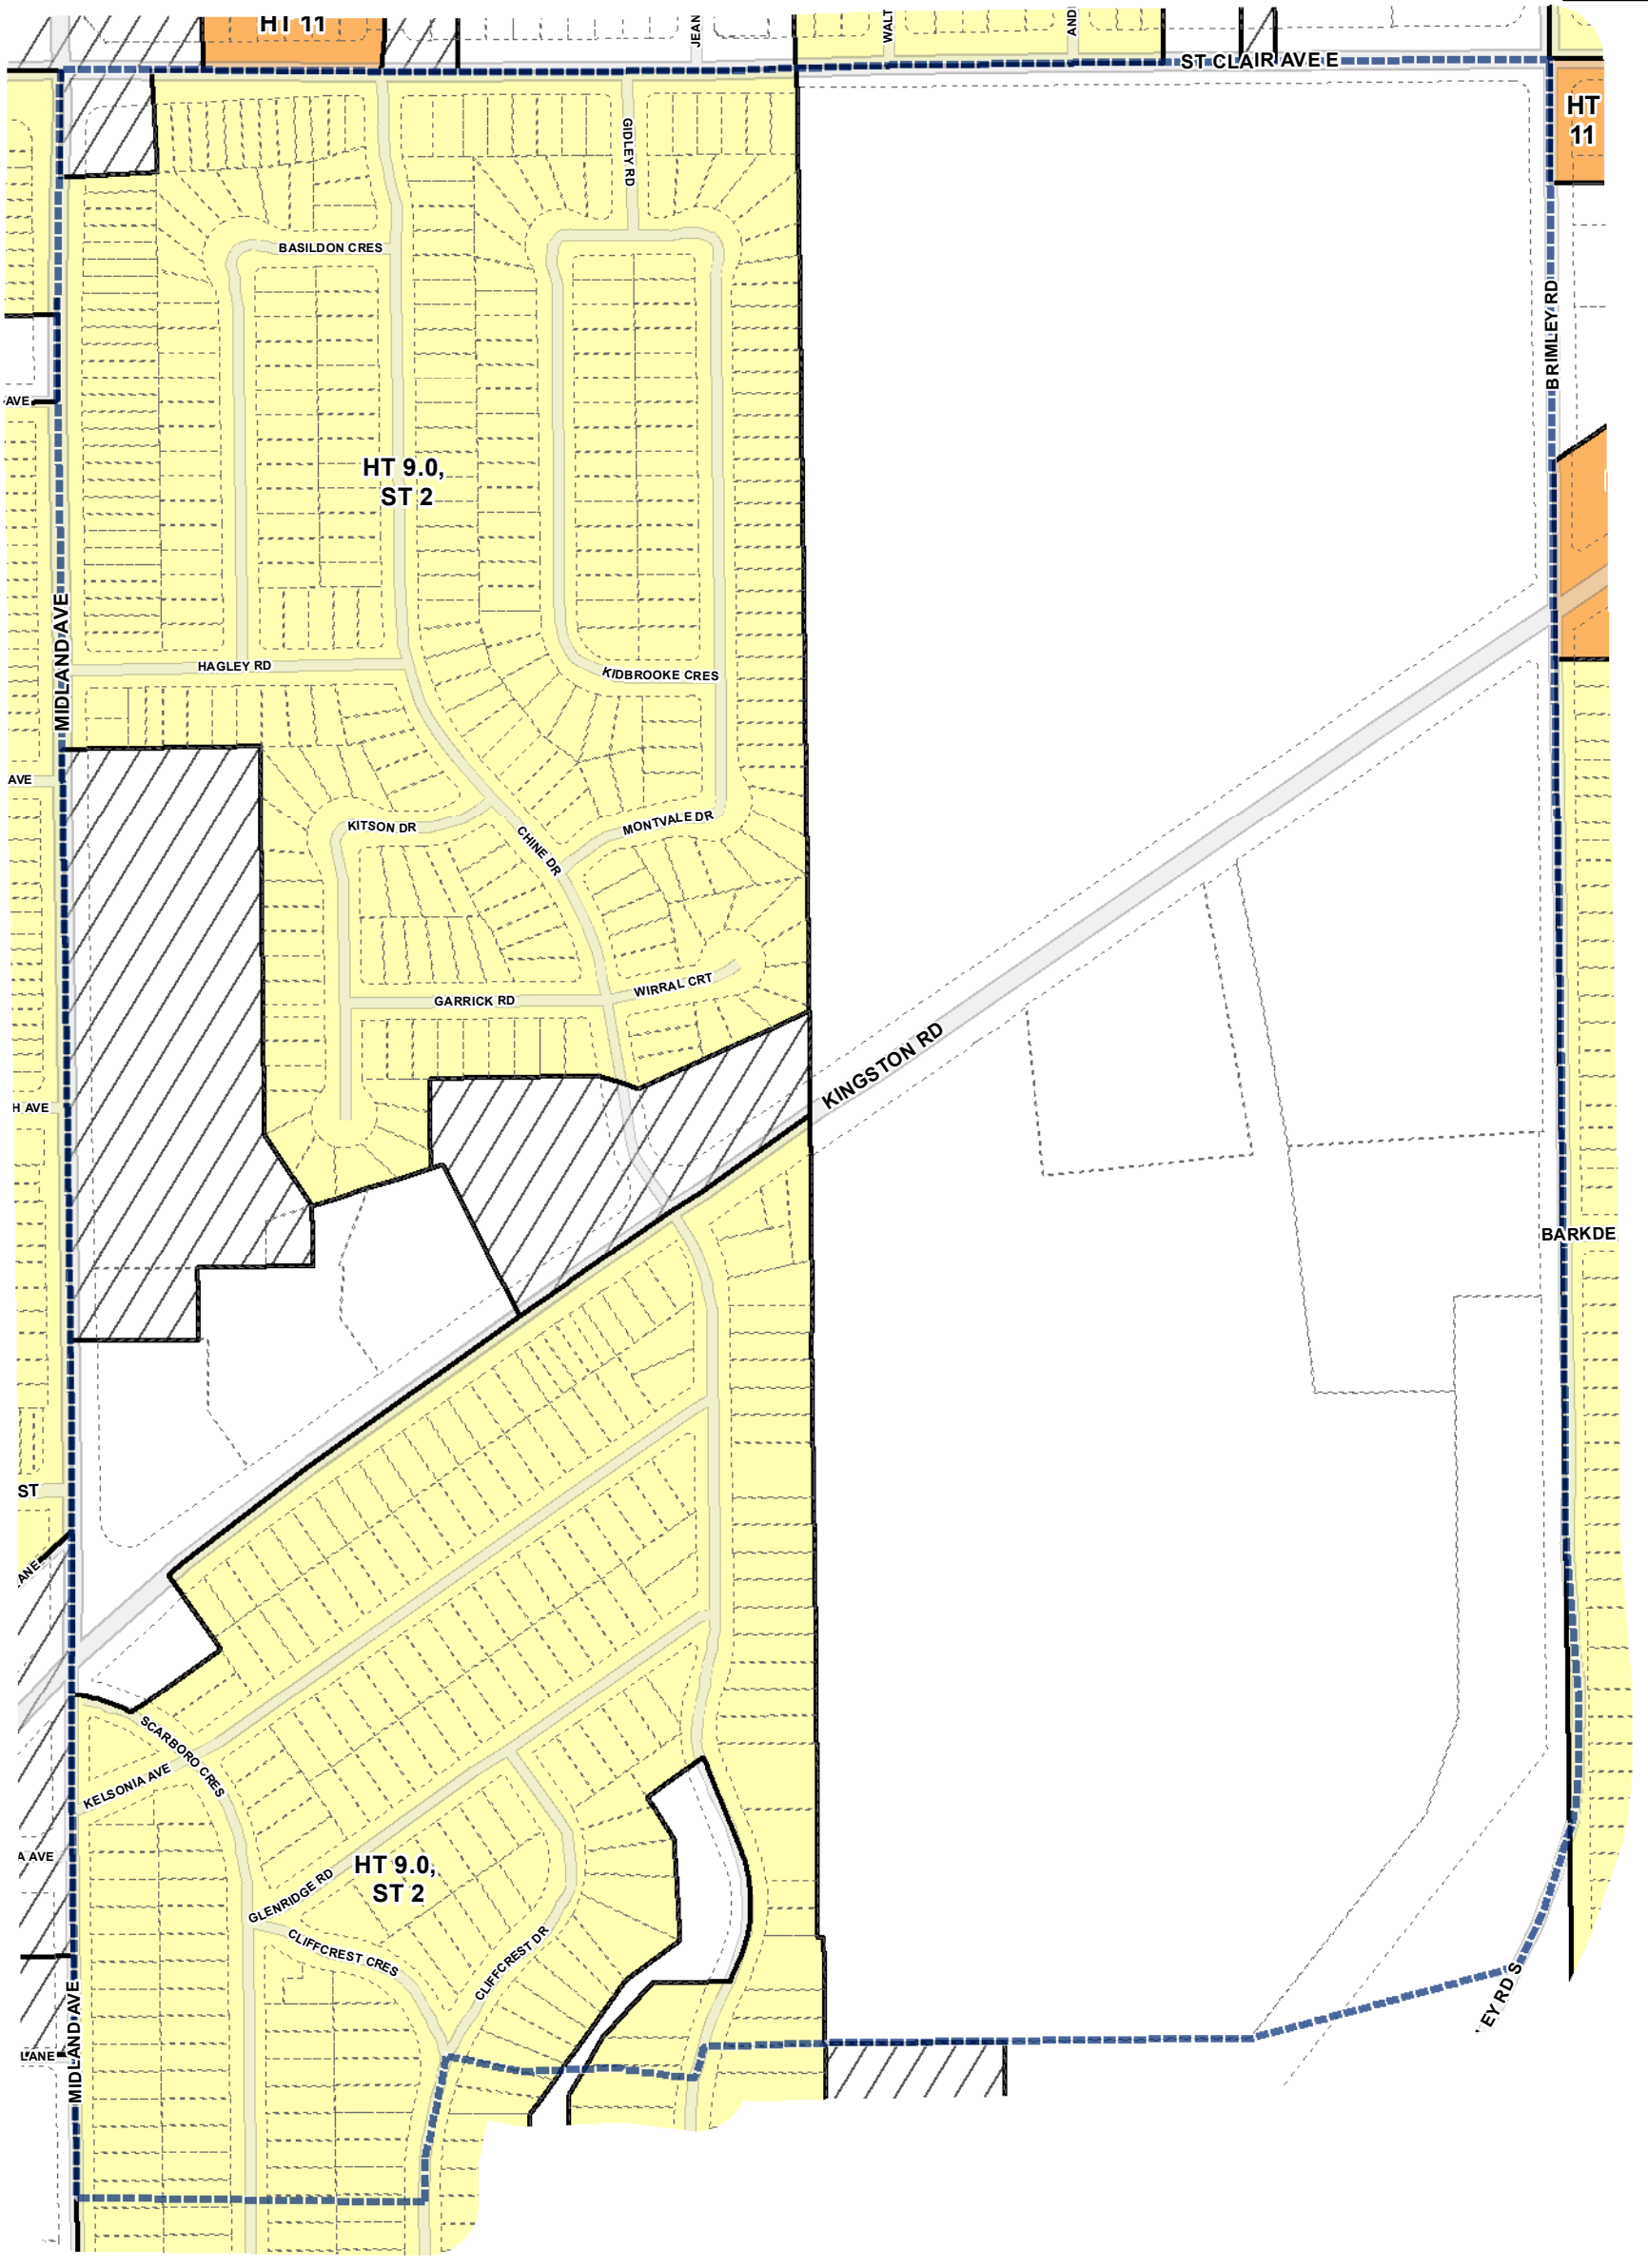 HT 11
JEAN
WALT
AND
ST CLAIR AVE E
HT
11
GIDLEY RD
BASILDON CRES
BRIMLEY RD
AVE
HT 9.0,
ST 2
MIDLAND AVE
HAGLEY RD
KIDBROOKE CRES
AVE
KITSON DR
CHINE DR
MONTVALE DR
GARRICK RD
WIRRAL CRT
KINGSTON RD
H AVE
BARKDE
ST
ANE
SCARBORO CRES
KELSONIA AVE
A AVE
HT 9.0,
ST 2
GLENRIDGE RD
CLIFFCREST CRES
CLIFFCREST DR
EY RD S
LANE
MIDLAND AVE